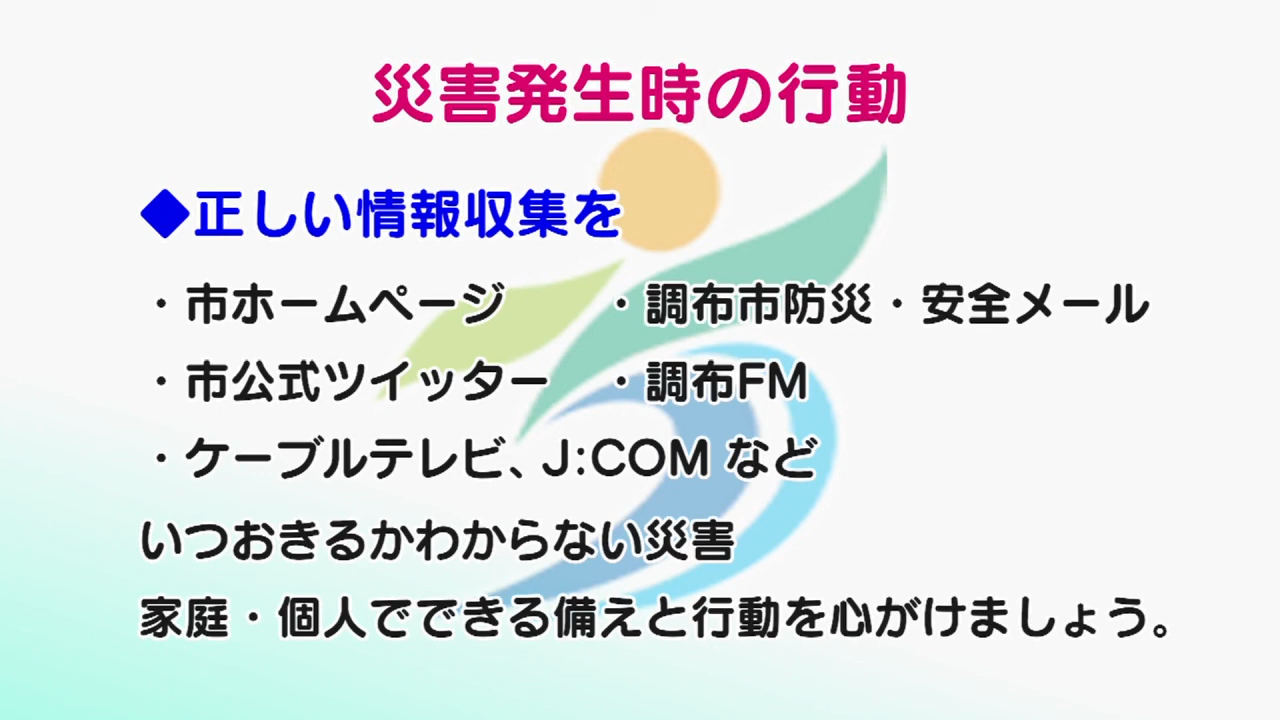 災害発生時の行動
◆正しい情報収集を
・市ホームページ ・調布市防災・安全メール
・市公式ツイッター ・調布FM
・ケーブルテレビ、J:COM など
いつおきるかわからない災害
家庭・個人でできる備えと行動を心がけましょう。